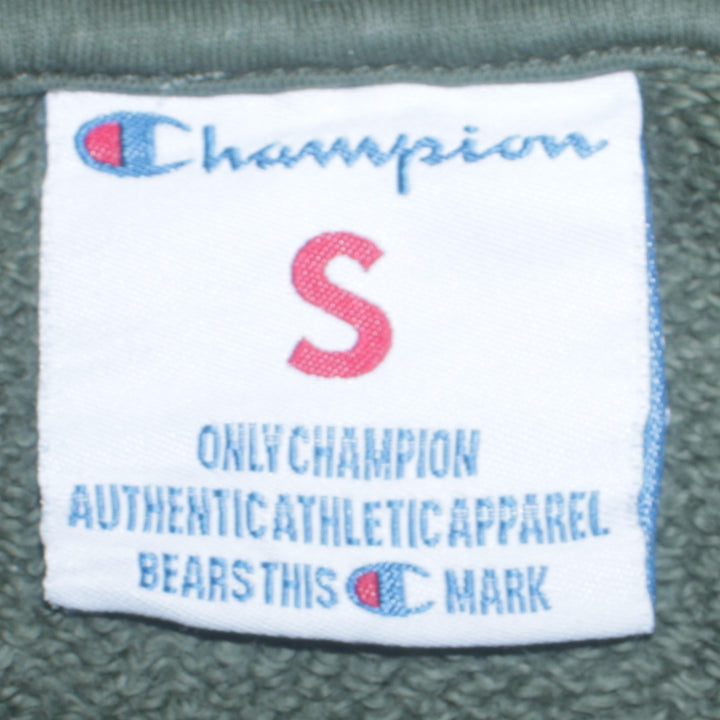 Champion
S
ONLY CHAMPION
AUTHENTIC ATHLETIC APPAREL
BEARS THIS C MARK